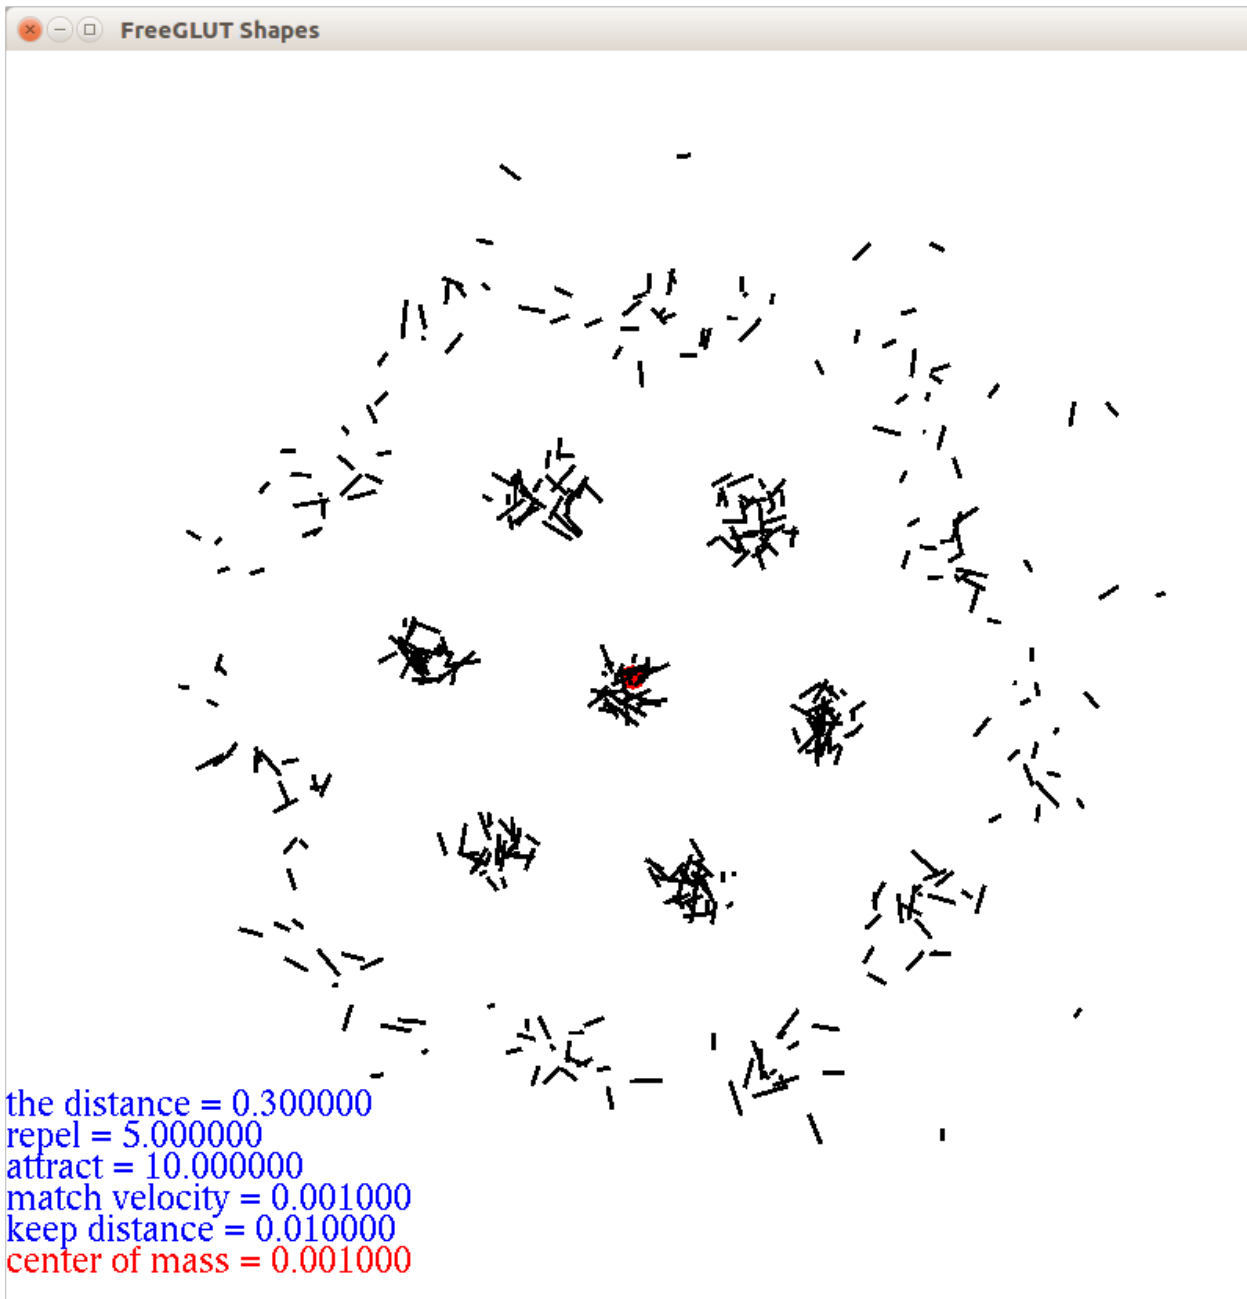 FreeGLUT Shapes
the distance = 0.300000
repel = 5.000000
attract = 10.000000
match velocity = 0.001000
keep distance = 0.010000
center of mass = 0.001000